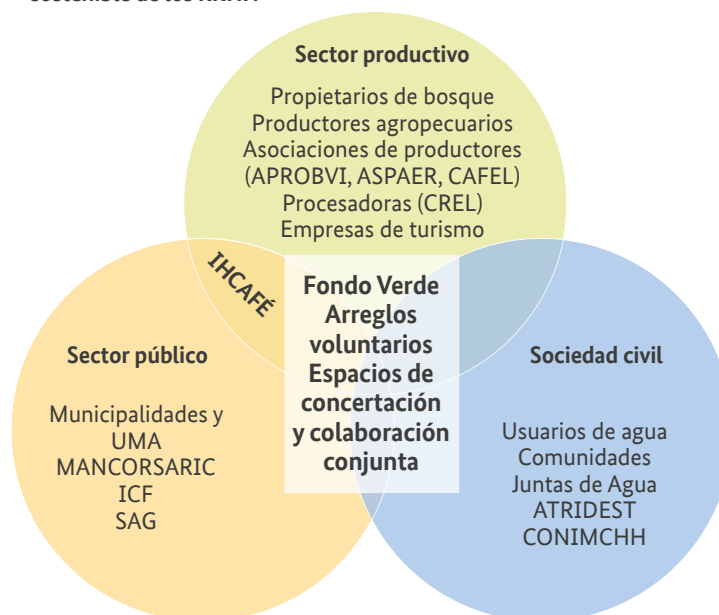 Sector productivo
Propietarios de bosque
Productores agropecuarios
Asociaciones de productores
(APROBVI, ASPAER, CAFEL)
Procesadoras (CREL)
Empresas de turismo
IHCAFÉ
Fondo Verde
Arreglos
voluntarios
Espacios de
concertación
y colaboración
conjunta
Sector público
Municipalidades y
UMA
MANCORSARIC
ICF
SAG
Sociedad civil
Usuarios de agua
Comunidades
Juntas de Agua
ATRIDEST
CONIMCHH